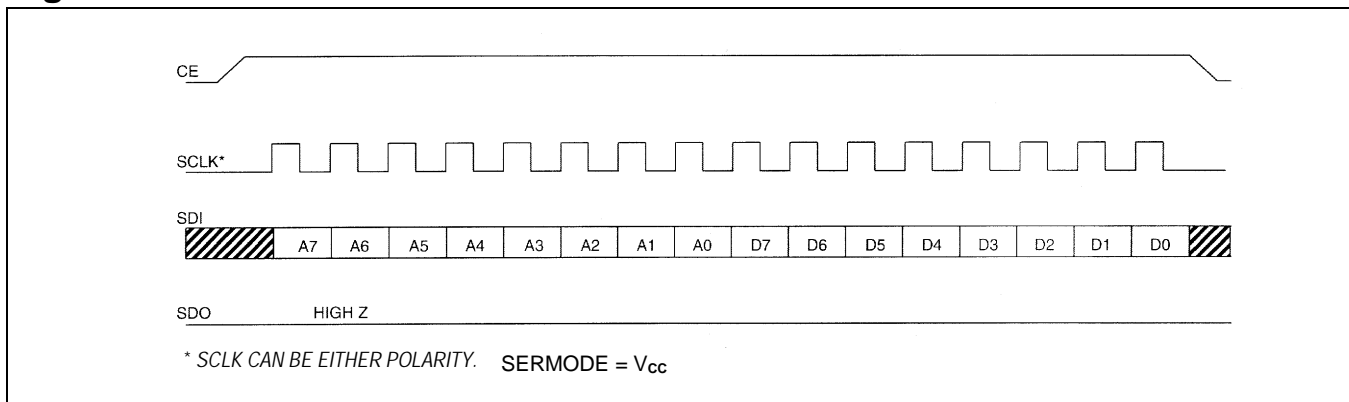 CE
SCLK*
SDI
A7 A6 A5 A4 A3 A2 A1 A0 D7 D6 D5 D4 D3 D2 D1 D0
SDO HIGH Z
* SCLK CAN BE EITHER POLARITY. SERMODE = Vcc